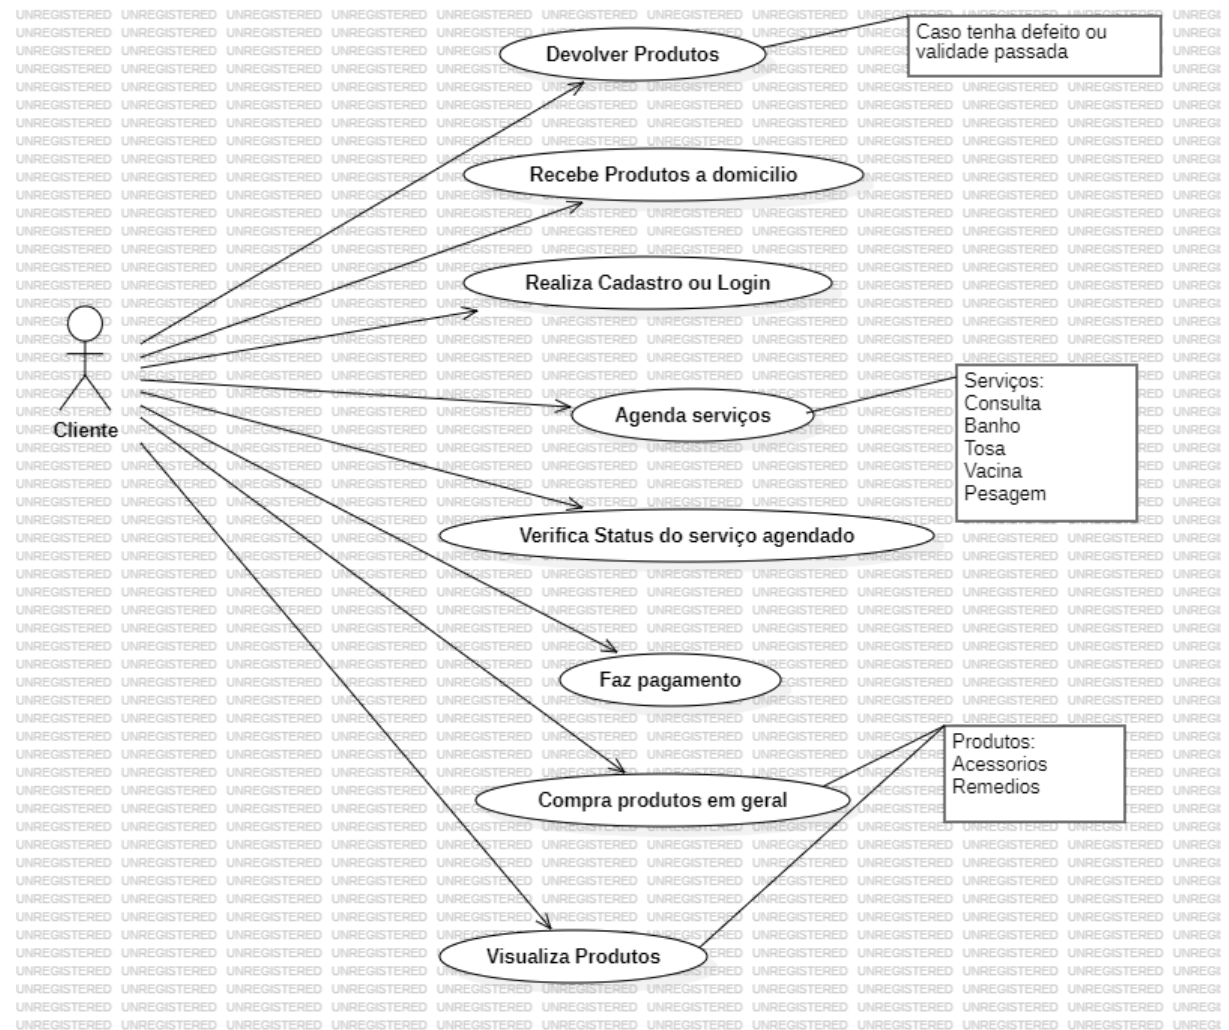 Devolver Produtos
Caso tenha defeito ou
validade passada
Recebe Produtos a domicilio
Realiza Cadastro ou Login
Cliente
Agenda serviços
Serviços:
Consulta
Banho
Tosa
Vacina
Pesagem
Verifica Status do serviço agendado
Faz pagamento
Compra produtos em geral
Produtos:
Acessorios
Remedios
Visualiza Produtos
UNREGISTERED